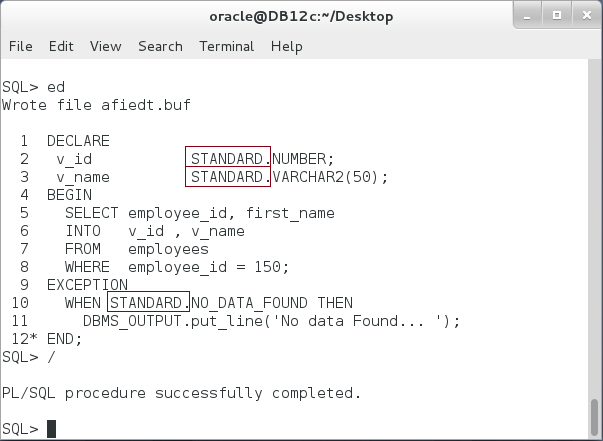 oracle@DB12c:~/Desktop
File Edit View Search Terminal Help
SQL> ed
Wrote file afiedt.buf
1 DECLARE
2 v_id STANDARD.NUMBER;
3 v_name STANDARD.VARCHAR2(50);
4 BEGIN
5 SELECT employee_id, first_name
6 INTO v_id , v_name
7 FROM employees
8 WHERE employee_id = 150;
9 EXCEPTION
10 WHEN STANDARD.NO_DATA_FOUND THEN
11 DBMS_OUTPUT.put_line('No data Found... ');
12* END;
SQL> /
PL/SQL procedure successfully completed.
SQL>